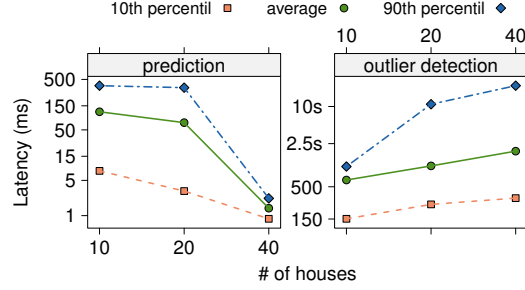 10th percentil average 90th percentil
10 20 40
prediction outlier detection
Latency (ms)
500
150
50
15
5
1
10s
2.5s
500
150
10 20 40
# of houses